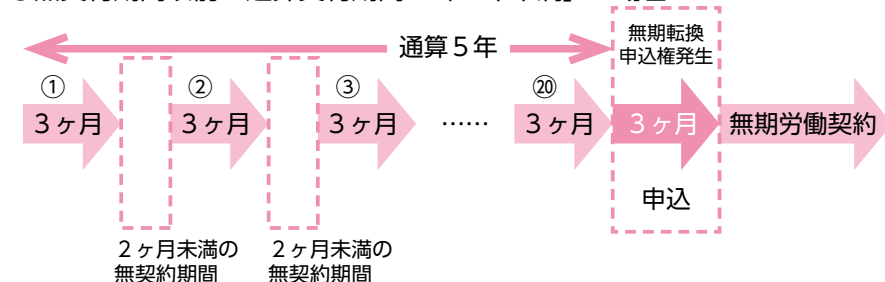 通算５年
無期転換
申込権発生
① ② ③ ⑳
３ヶ月 ３ヶ月 ３ヶ月 …… ３ヶ月 ３ヶ月 無期労働契約
申込
２ヶ月未満の ２ヶ月未満の
無契約期間 無契約期間